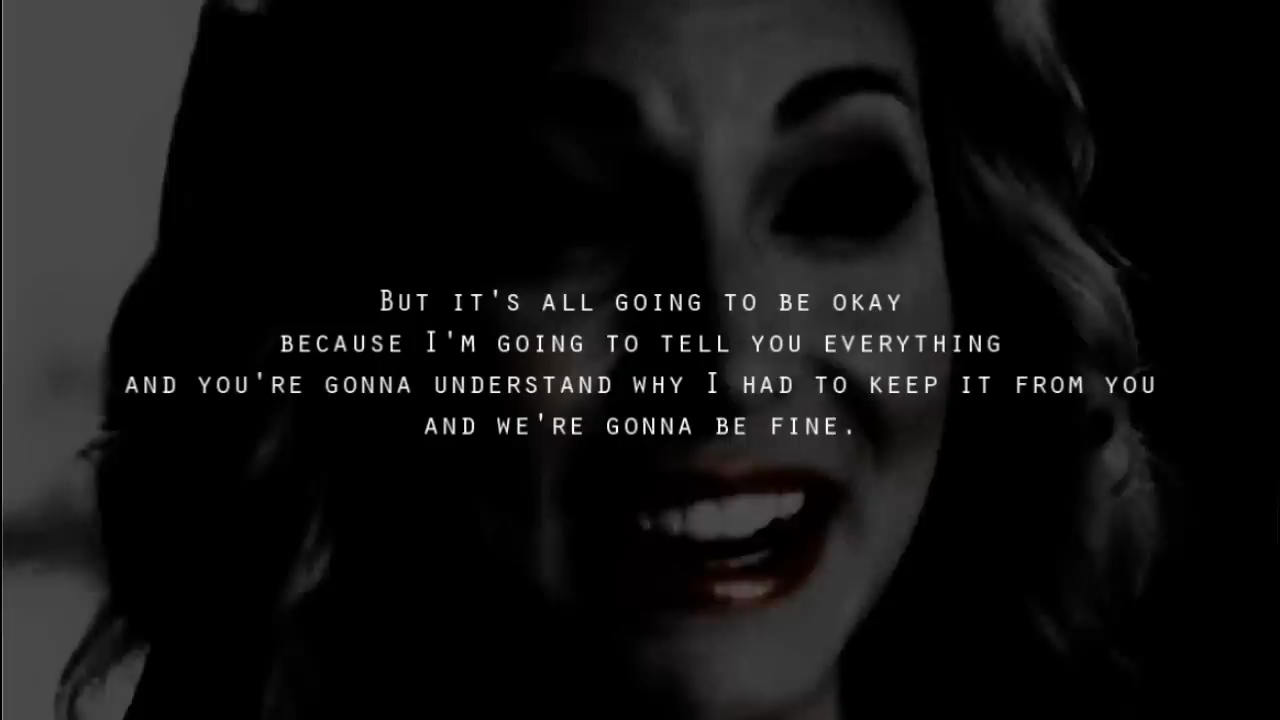 But it's all going to be okay
because I'm going to tell you everything
and you're gonna understand why I had to keep it from you
and we're gonna be fine.